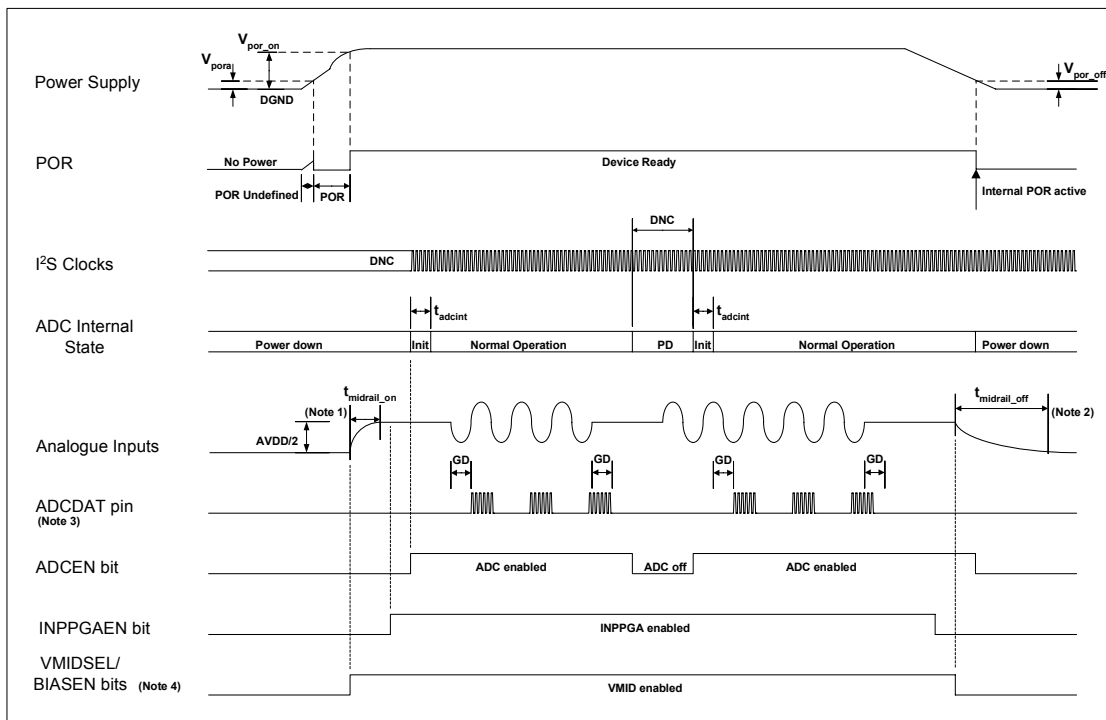 V_por_on
V_pora
Power Supply
V_por_off
DGND
POR
No Power
Device Ready
POR Undefined
POR
Internal POR active
DNC
I²S Clocks
DNC
t_adcint
t_adcint
ADC Internal
State
Power down
Init
Normal Operation
PD
Init
Normal Operation
Power down
t_midrail_on
t_midrail_off
(Note 1)
(Note 2)
Analogue Inputs
AVDD/2
GD
GD
GD
GD
ADCDAT pin
(Note 3)
ADCEN bit
ADC enabled
ADC off
ADC enabled
INPPGAEN bit
INPPGA enabled
VMIDSEL/
BIASEN bits (Note 4)
VMID enabled